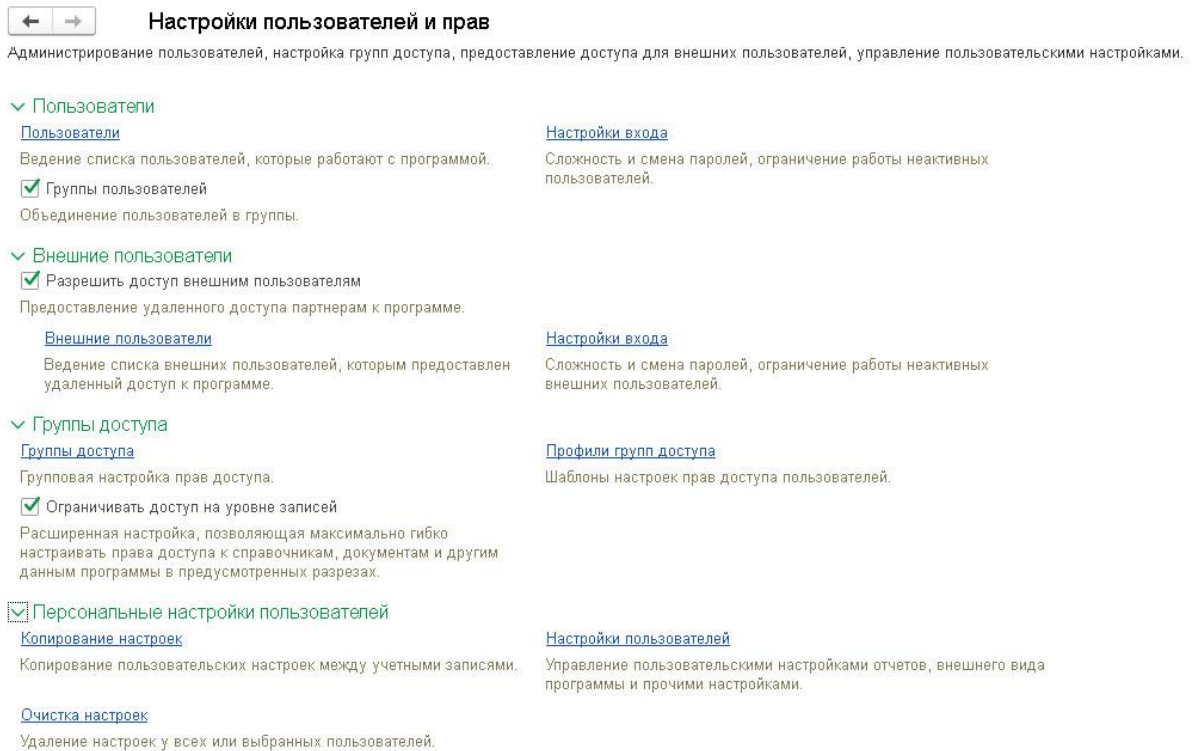 Настройки пользователей и прав
Администрирование пользователей, настройка групп доступа, предоставление доступа для внешних пользователей, управление пользовательскими настройками.
Пользователи
Пользователи
Ведение списка пользователей, которые работают с программой.
Группы пользователей
Объединение пользователей в группы.
Настройки входа
Сложность и смена паролей, ограничение работы неактивных
пользователей.
Внешние пользователи
Разрешить доступ внешним пользователям
Предоставление удаленного доступа партнерам к программе.
Внешние пользователи
Ведение списка внешних пользователей, которым предоставлен
удаленный доступ к программе.
Настройки входа
Сложность и смена паролей, ограничение работы неактивных
внешних пользователей.
Группы доступа
Группы доступа
Групповая настройка прав доступа.
Ограничивать доступ на уровне записей
Расширенная настройка, позволяющая максимально гибко
настраивать права доступа к справочникам, документам и другим
данным программы в предусмотренных разрезах.
Профили групп доступа
Шаблоны настроек прав доступа пользователей.
Персональные настройки пользователей
Копирование настроек
Копирование пользовательских настроек между учетными записями.
Настройки пользователей
Управление пользовательскими настройками отчетов, внешнего вида
программы и прочими настройками.
Очистка настроек
Удаление настроек у всех или выбранных пользователей.